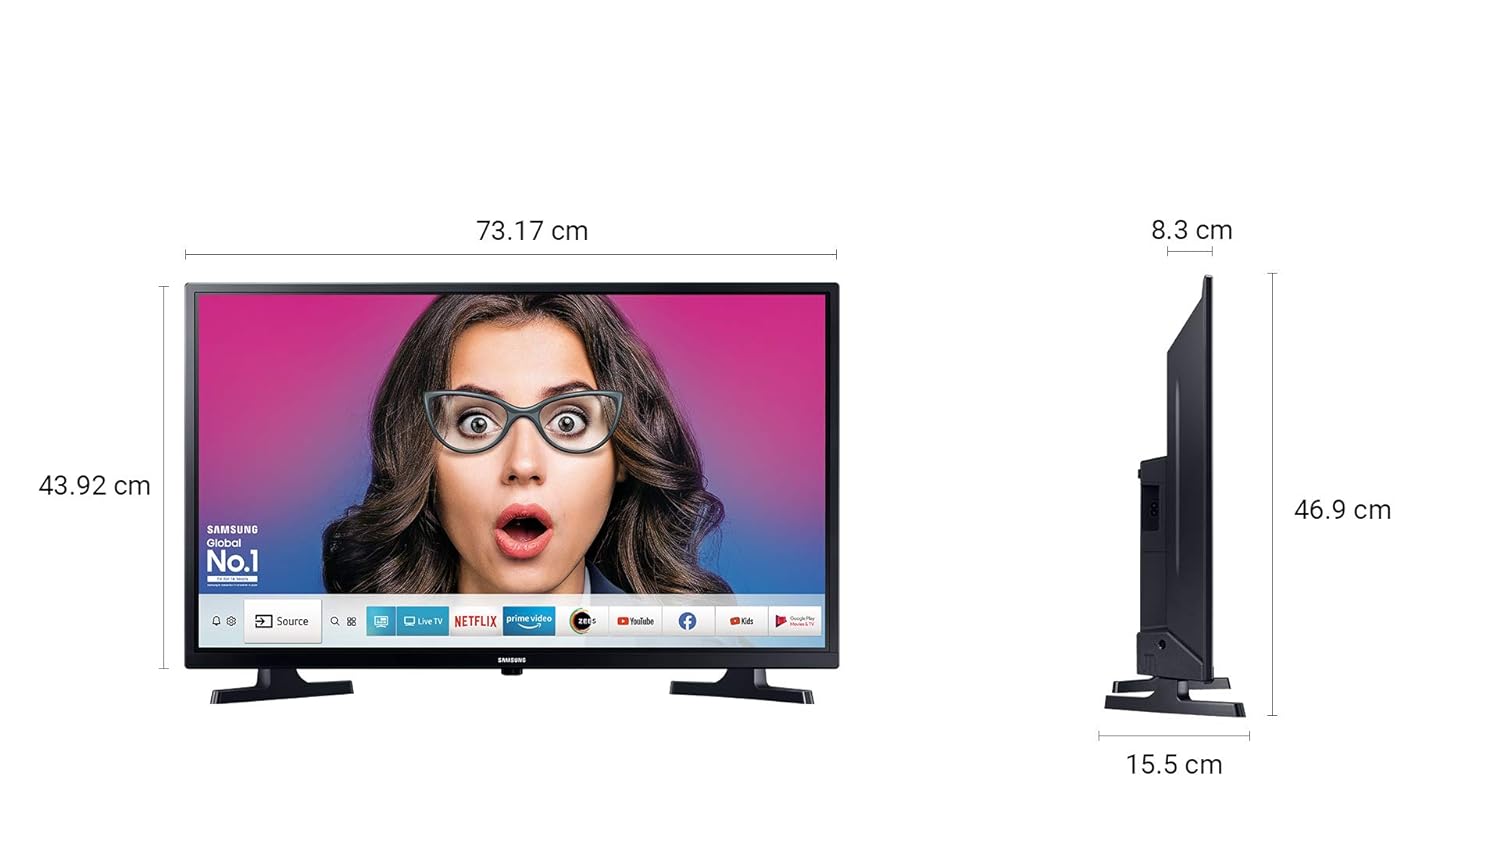 73.17 cm
8.3 cm
43.92 cm
46.9 cm
15.5 cm
SAMSUNG
Global
No.1
Source
Live TV
NETFLIX
prime video
ZEE5
YouTube
Kids
Google Play
Movies & TV
SAMSUNG